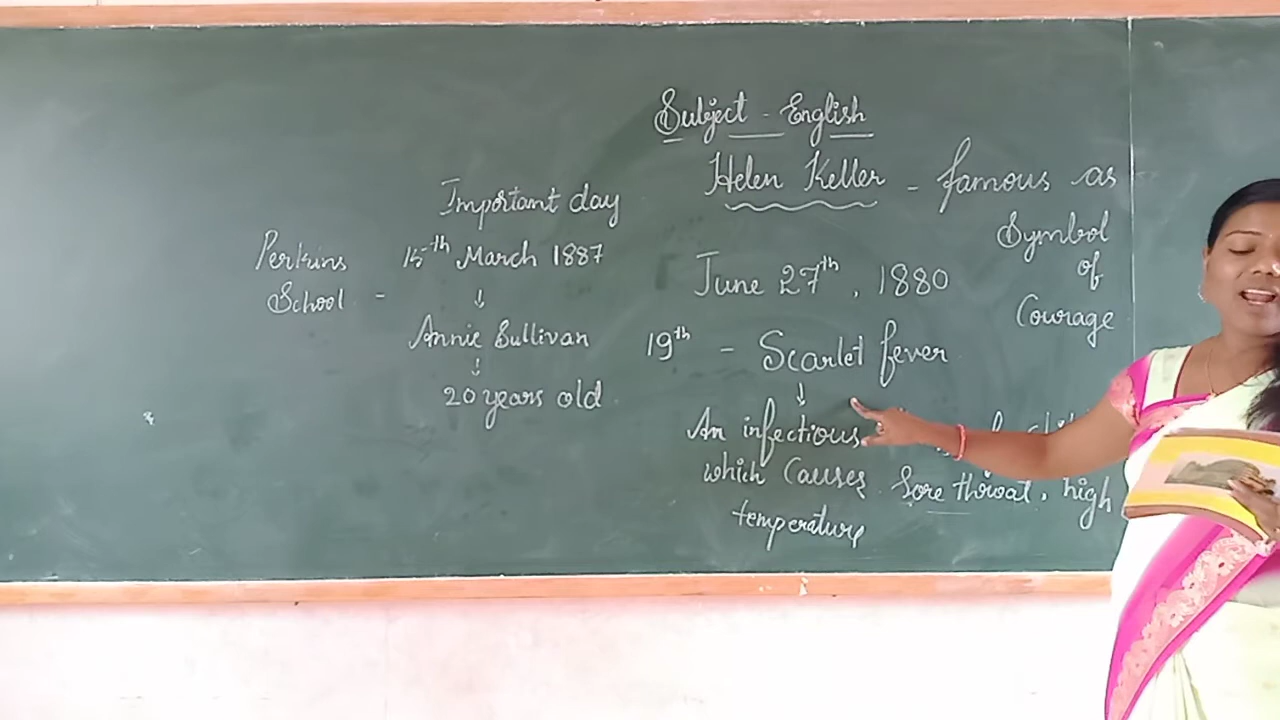 Subject - English
Helen Keller - famous as
Symbol
of
Courage
June 27th, 1880
19th - Scarlet fever
An infectious
which causes Sore throat, high
temperature
Important day
Perkins
School -
15th March 1887
Annie Sullivan
20 years old